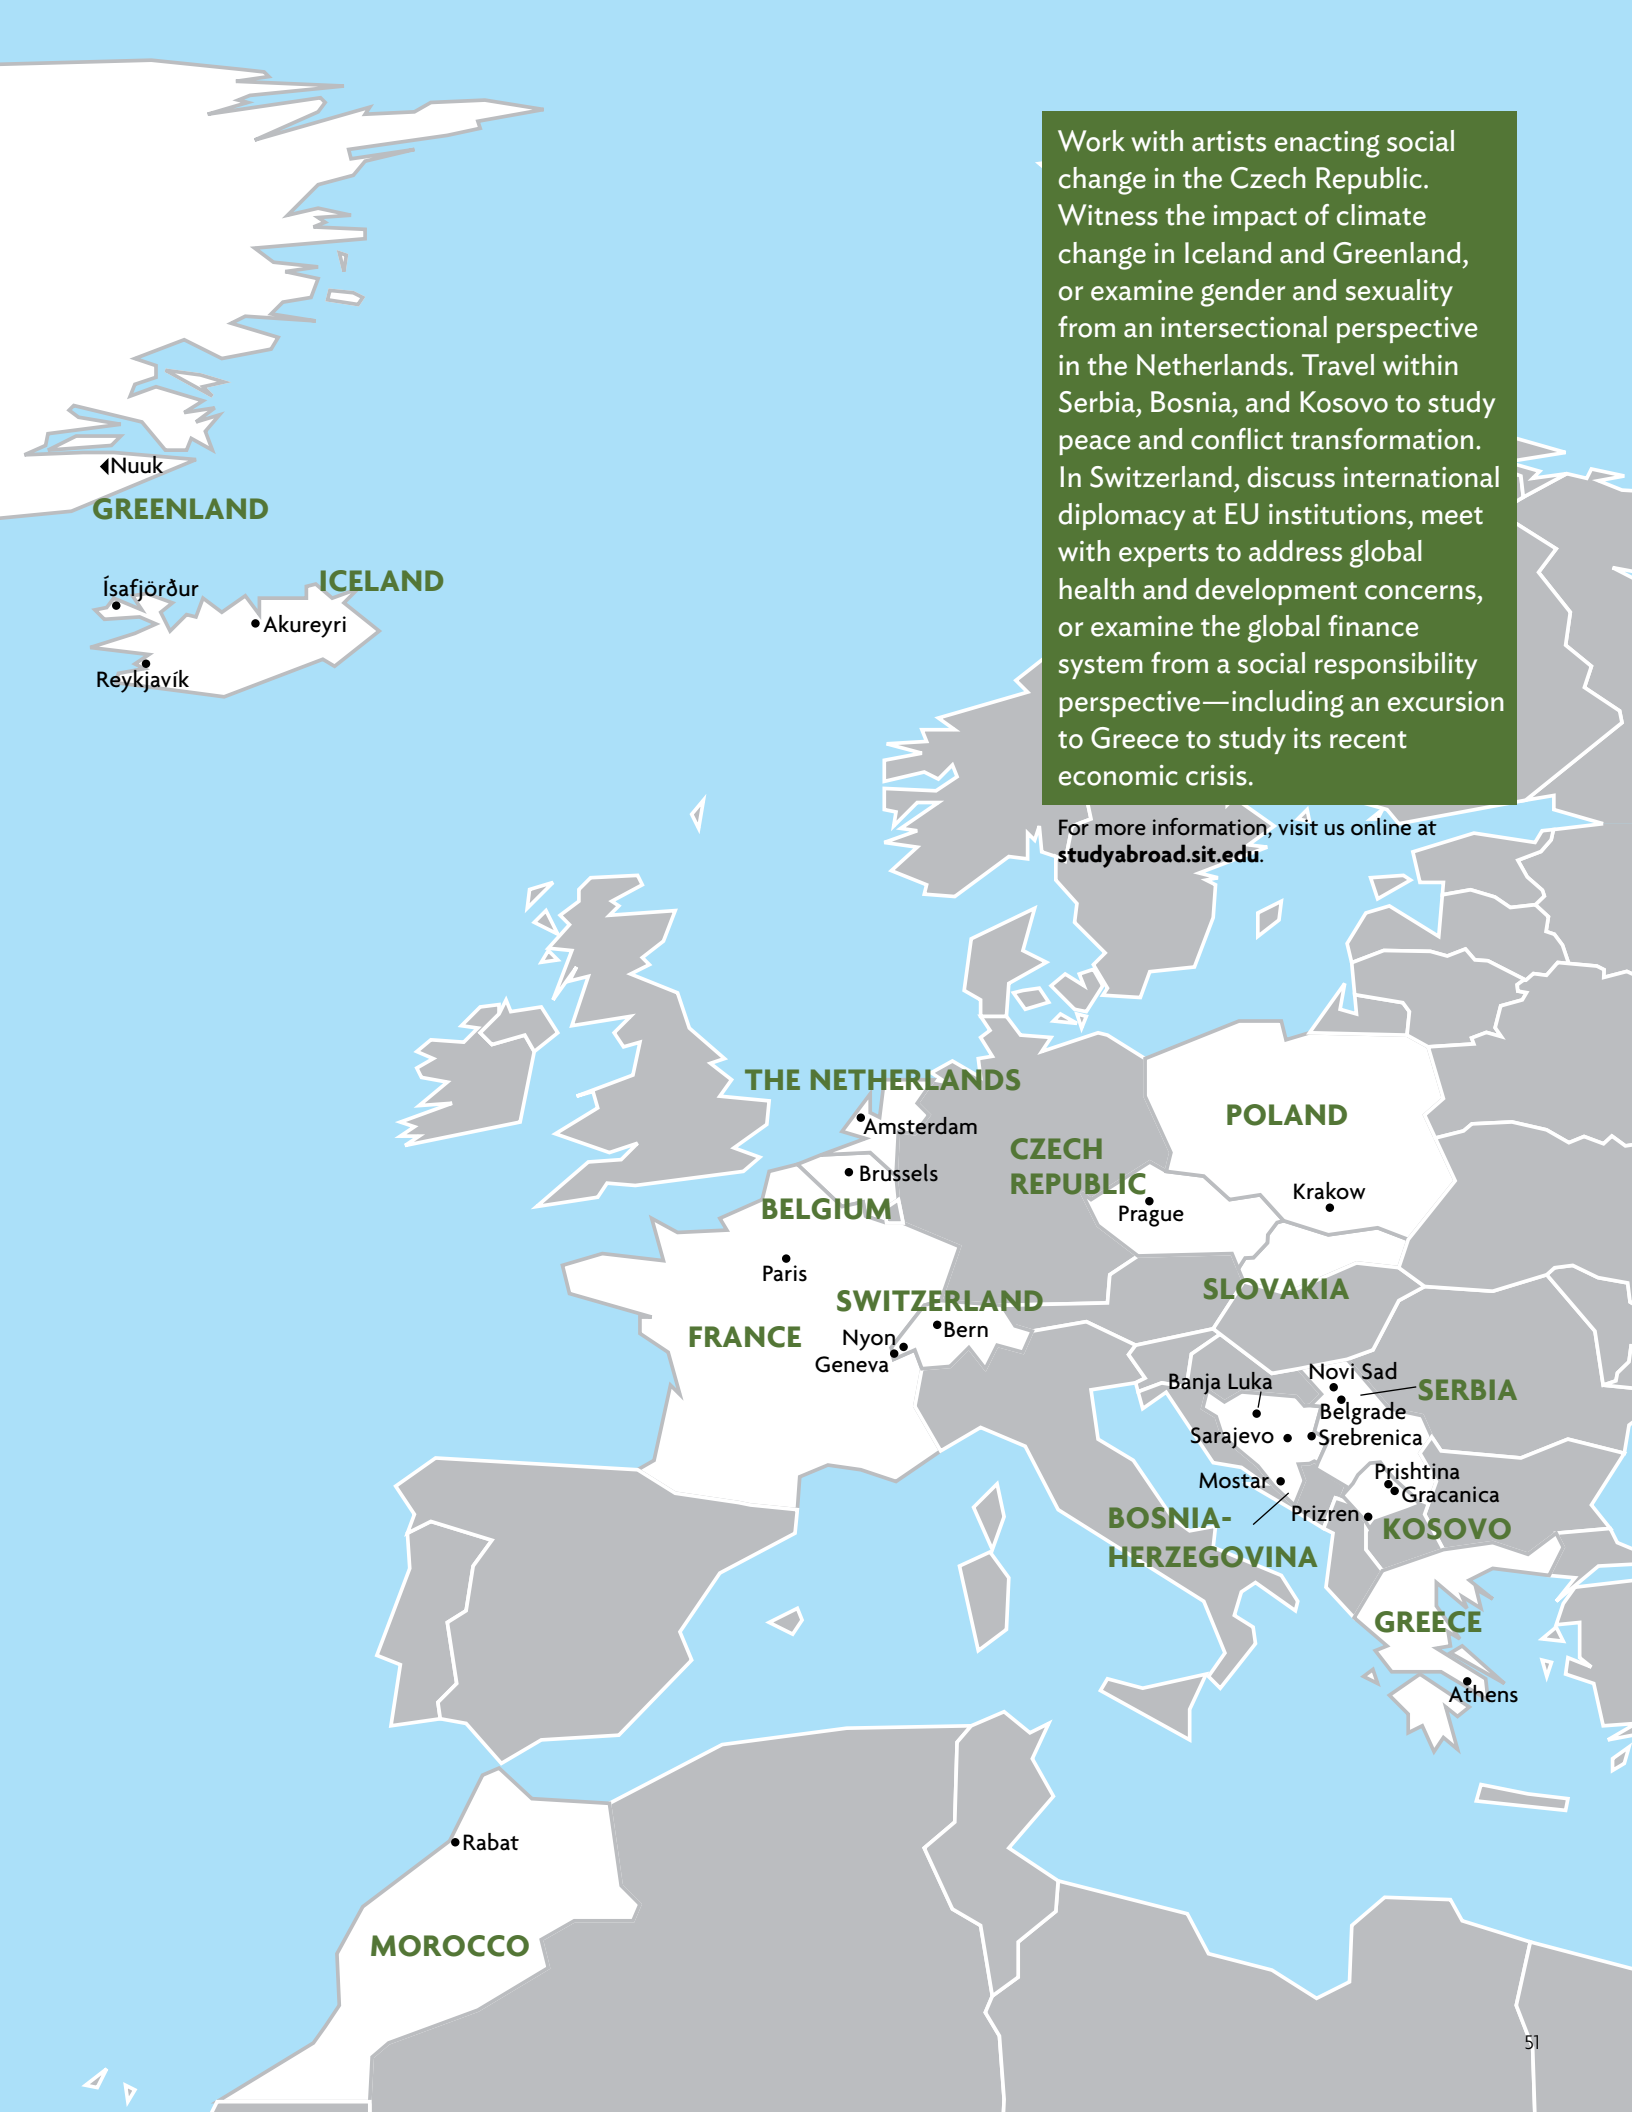 Work with artists enacting social
change in the Czech Republic.
Witness the impact of climate
change in Iceland and Greenland,
or examine gender and sexuality
from an intersectional perspective
in the Netherlands. Travel within
Serbia, Bosnia, and Kosovo to study
peace and conflict transformation.
In Switzerland, discuss international
diplomacy at EU institutions, meet
with experts to address global
health and development concerns,
or examine the global finance
system from a social responsibility
perspective—including an excursion
to Greece to study its recent
economic crisis.
For more information, visit us online at
studyabroad.sit.edu.
Nuuk
GREENLAND
ICELAND
Ísafjörður
Akureyri
Reykjavík
THE NETHERLANDS
Amsterdam
Brussels
BELGIUM
CZECH
REPUBLIC
Prague
POLAND
Krakow
Paris
SLOVAKIA
SWITZERLAND
Bern
FRANCE
Nyon
Geneva
Novi Sad
Banja Luka
SERBIA
Belgrade
Sarajevo
Srebrenica
Prishtina
Mostar
Gracanica
Prizren
BOSNIA-
HERZEGOVINA
KOSOVO
GREECE
Athens
Rabat
MOROCCO
51